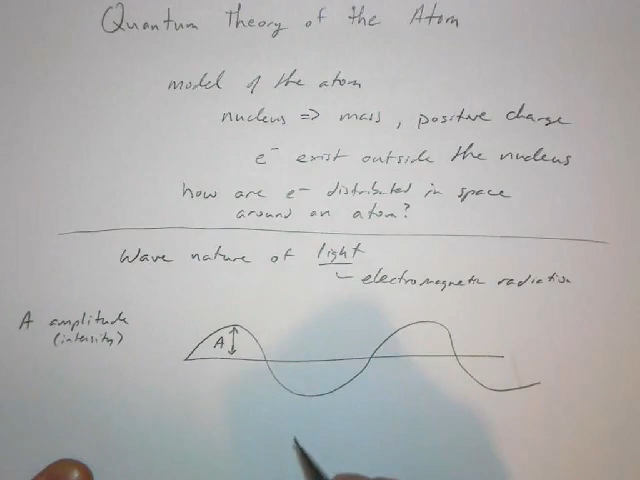 Quantum Theory of the Atom
model of the atom
nucleus => mass, positive charge
e⁻ exist outside the nucleus
how are e⁻ distributed in space
around an atom?
Wave nature of light
electromagnetic radiation
A amplitude
(intensity)
A